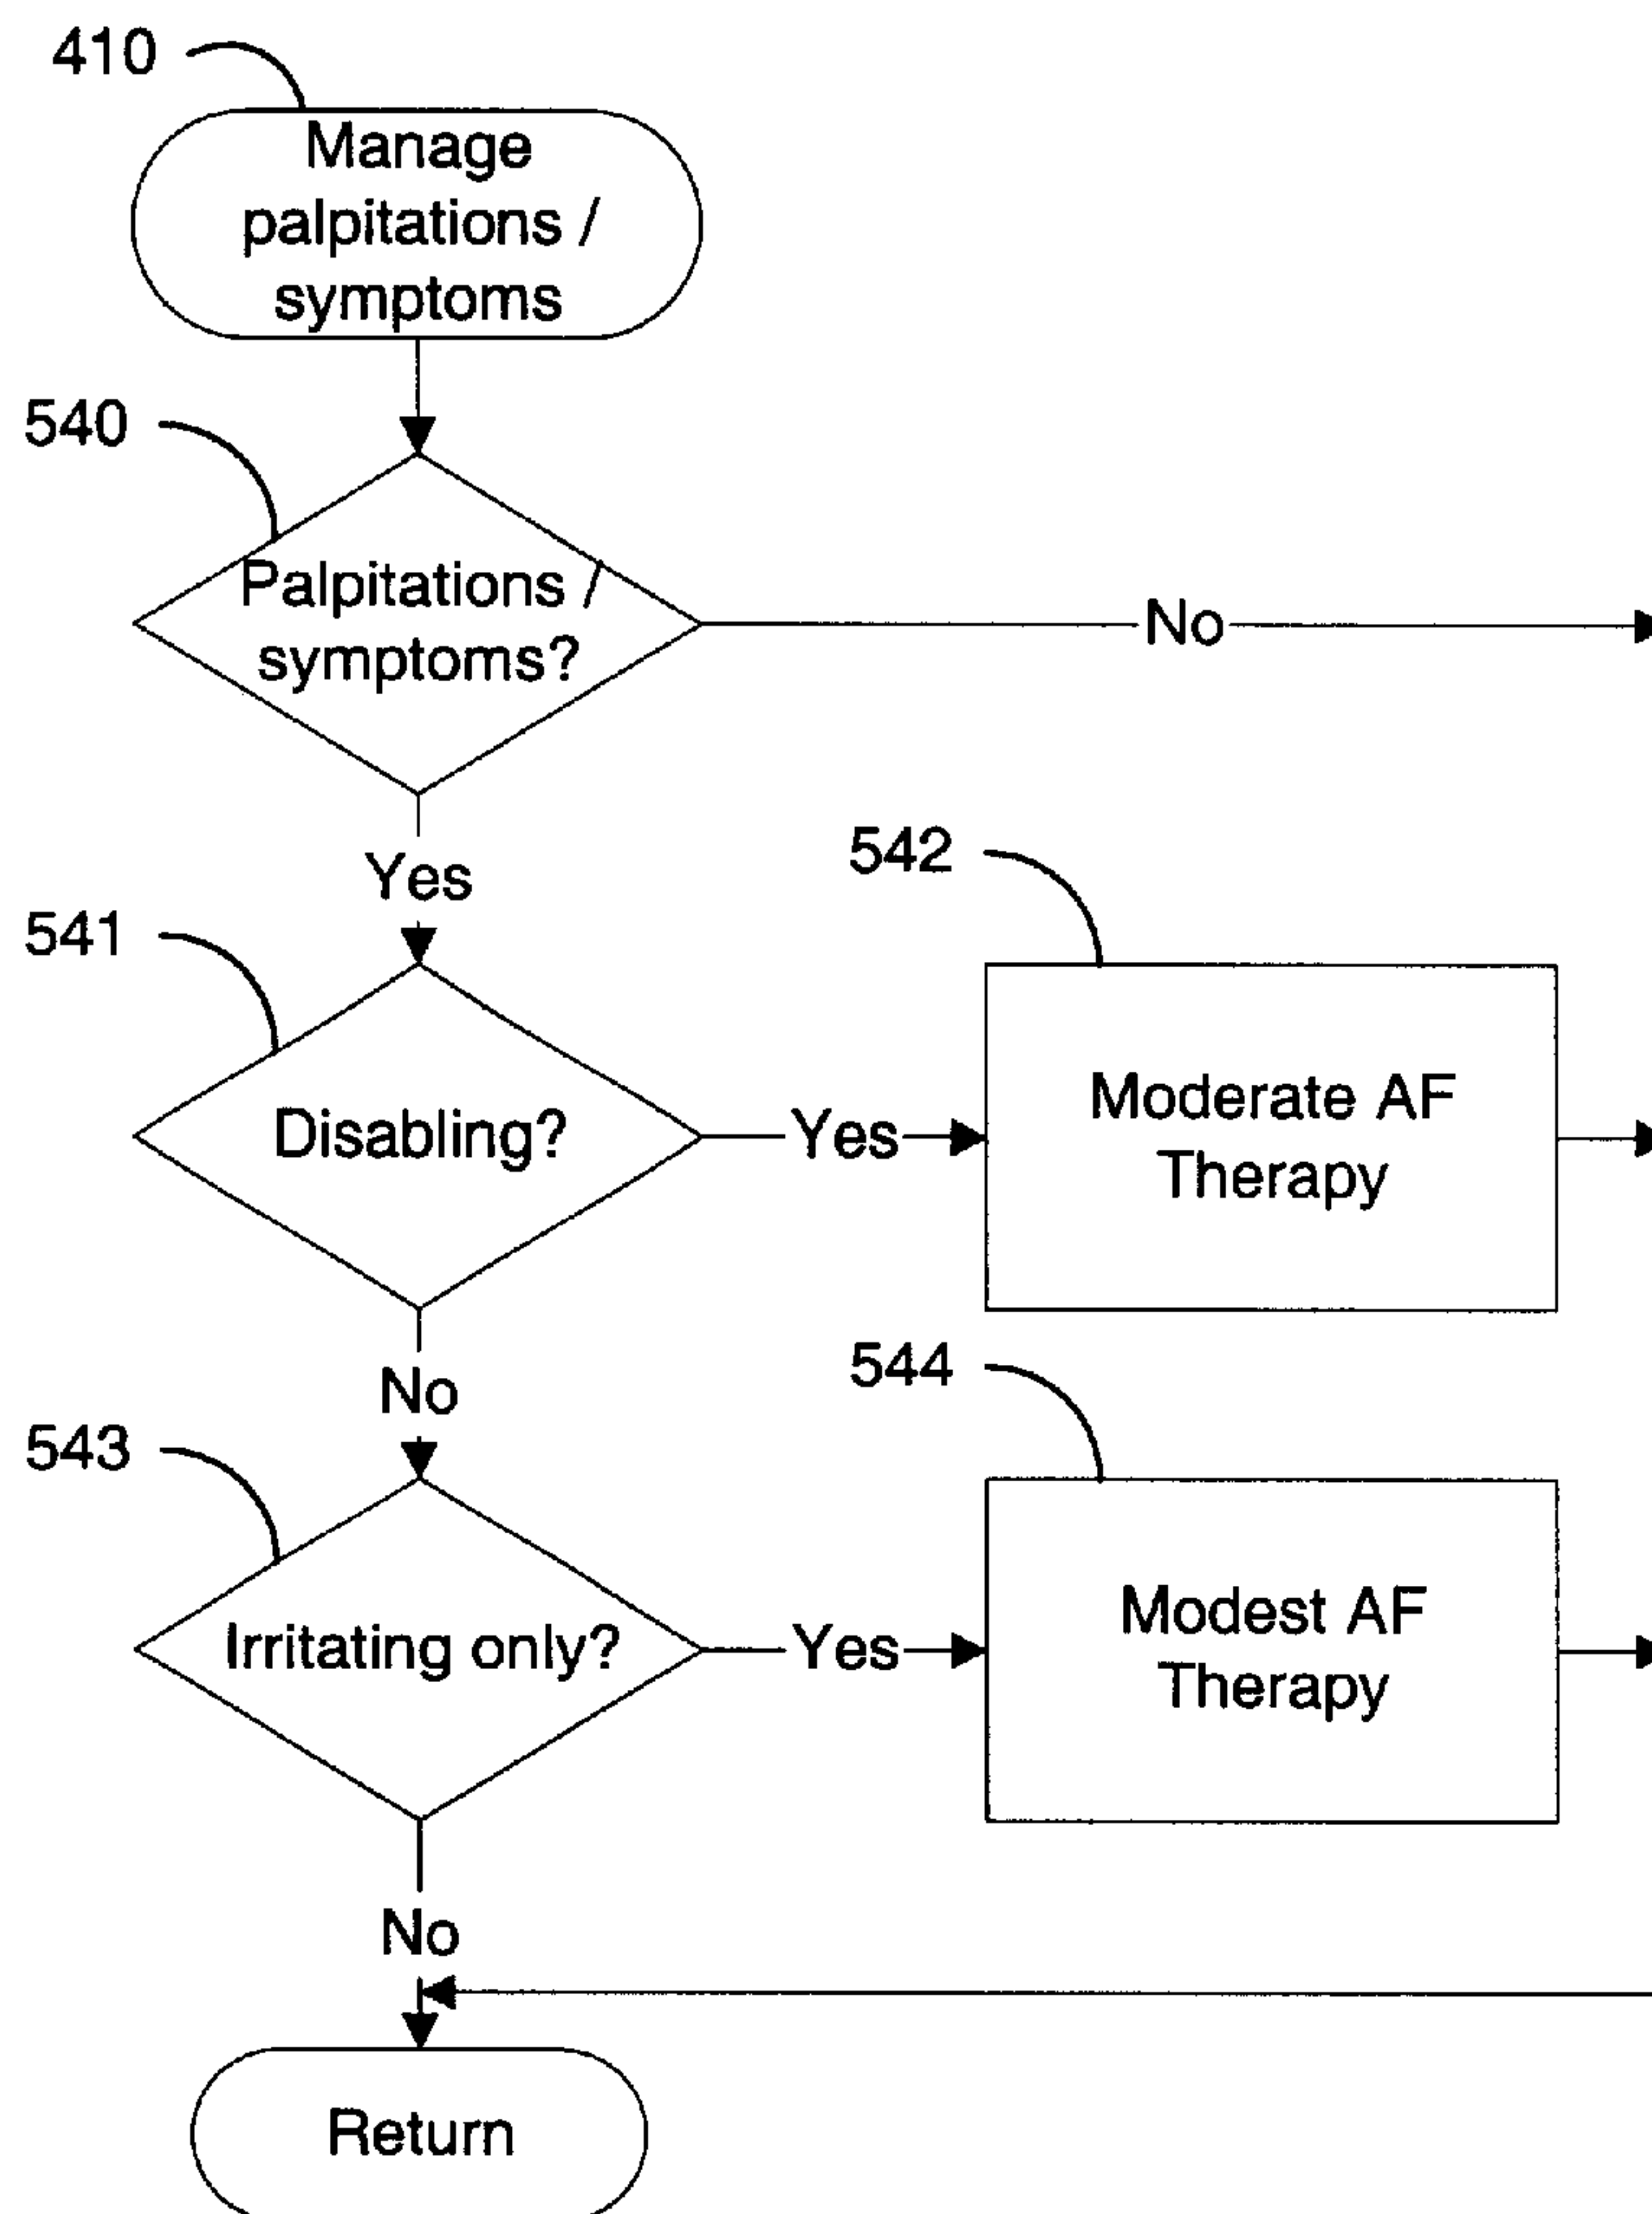 410
Manage
palpitations /
symptoms
540
Palpitations /
symptoms?
No
Yes
542
541
Disabling?
Yes
Moderate AF
Therapy
No
544
543
Irritating only?
Yes
Modest AF
Therapy
No
Return